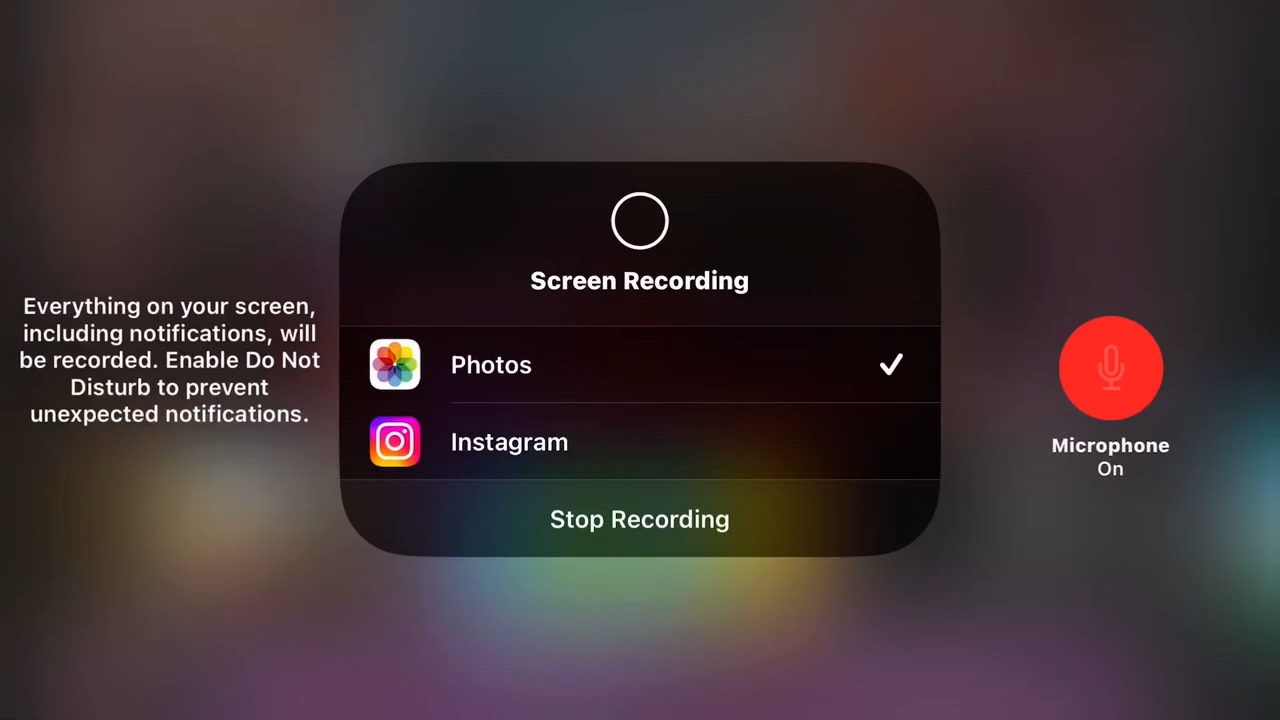 Everything on your screen,
including notifications, will
be recorded. Enable Do Not
Disturb to prevent
unexpected notifications.
Screen Recording
Photos
Instagram
Stop Recording
Microphone
On